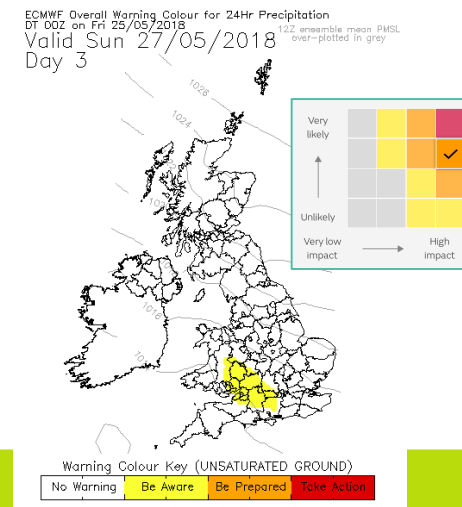 ECMWF Overall Warning Colour for 24Hr Precipitation
DT 00Z on Fri 25/05/2018
12Z ensemble mean PMSL
over-plotted in grey
Valid Sun 27/05/2018
Day 3
1028
1024
1016
Very
likely
Unlikely
Very low
impact
High
impact
Warning Colour Key (UNSATURATED GROUND)
No Warning
Be Aware
Be Prepared
Take Action